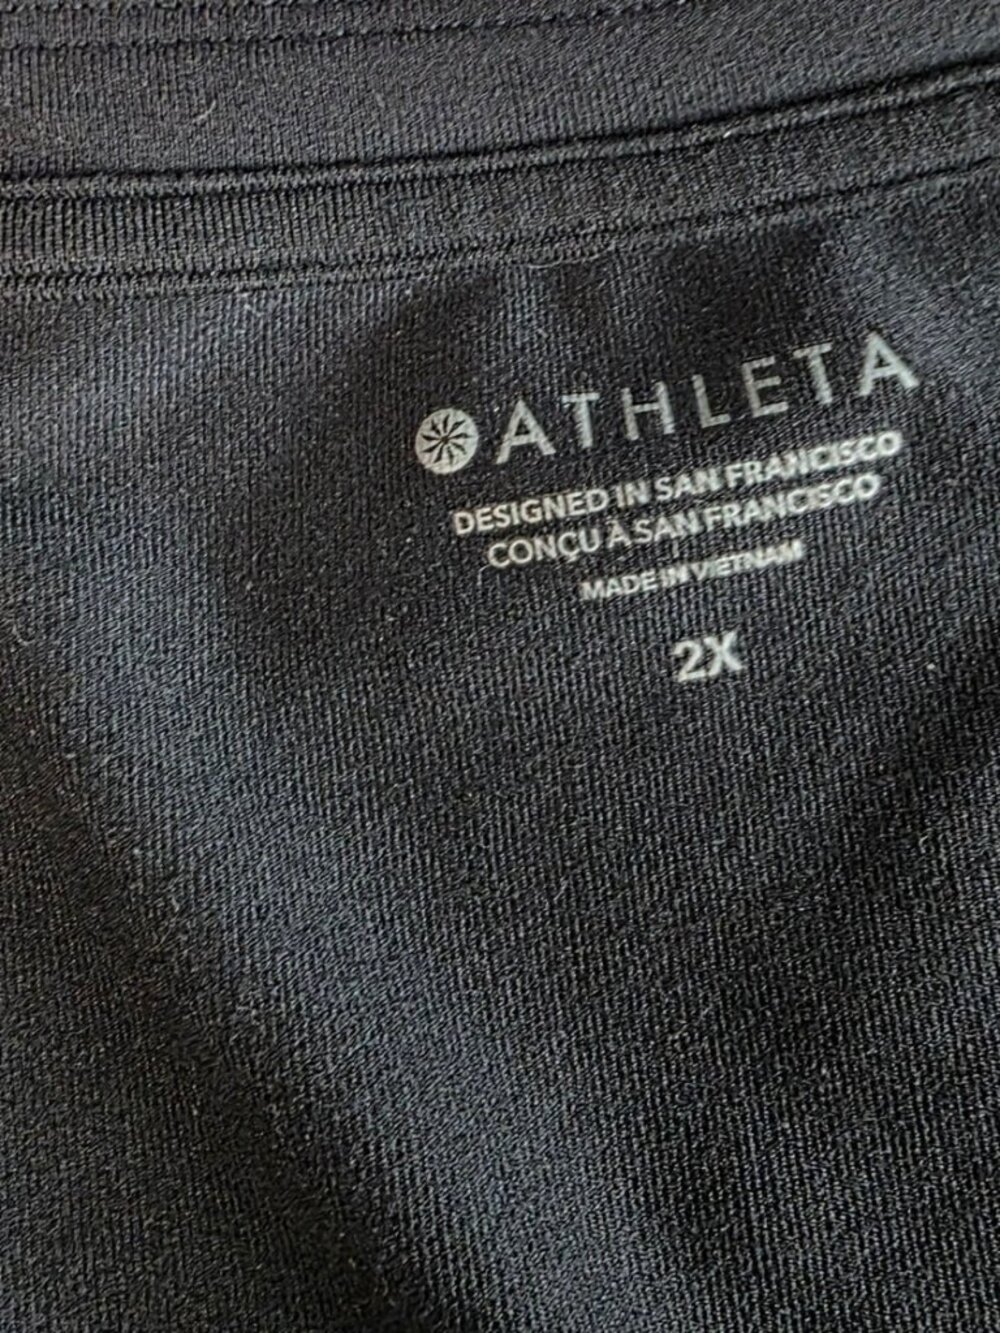 ATHLETA
DESIGNED IN SAN FRANCISCO
CONÇU À SAN FRANCISCO
MADE IN VIETNAM
2X